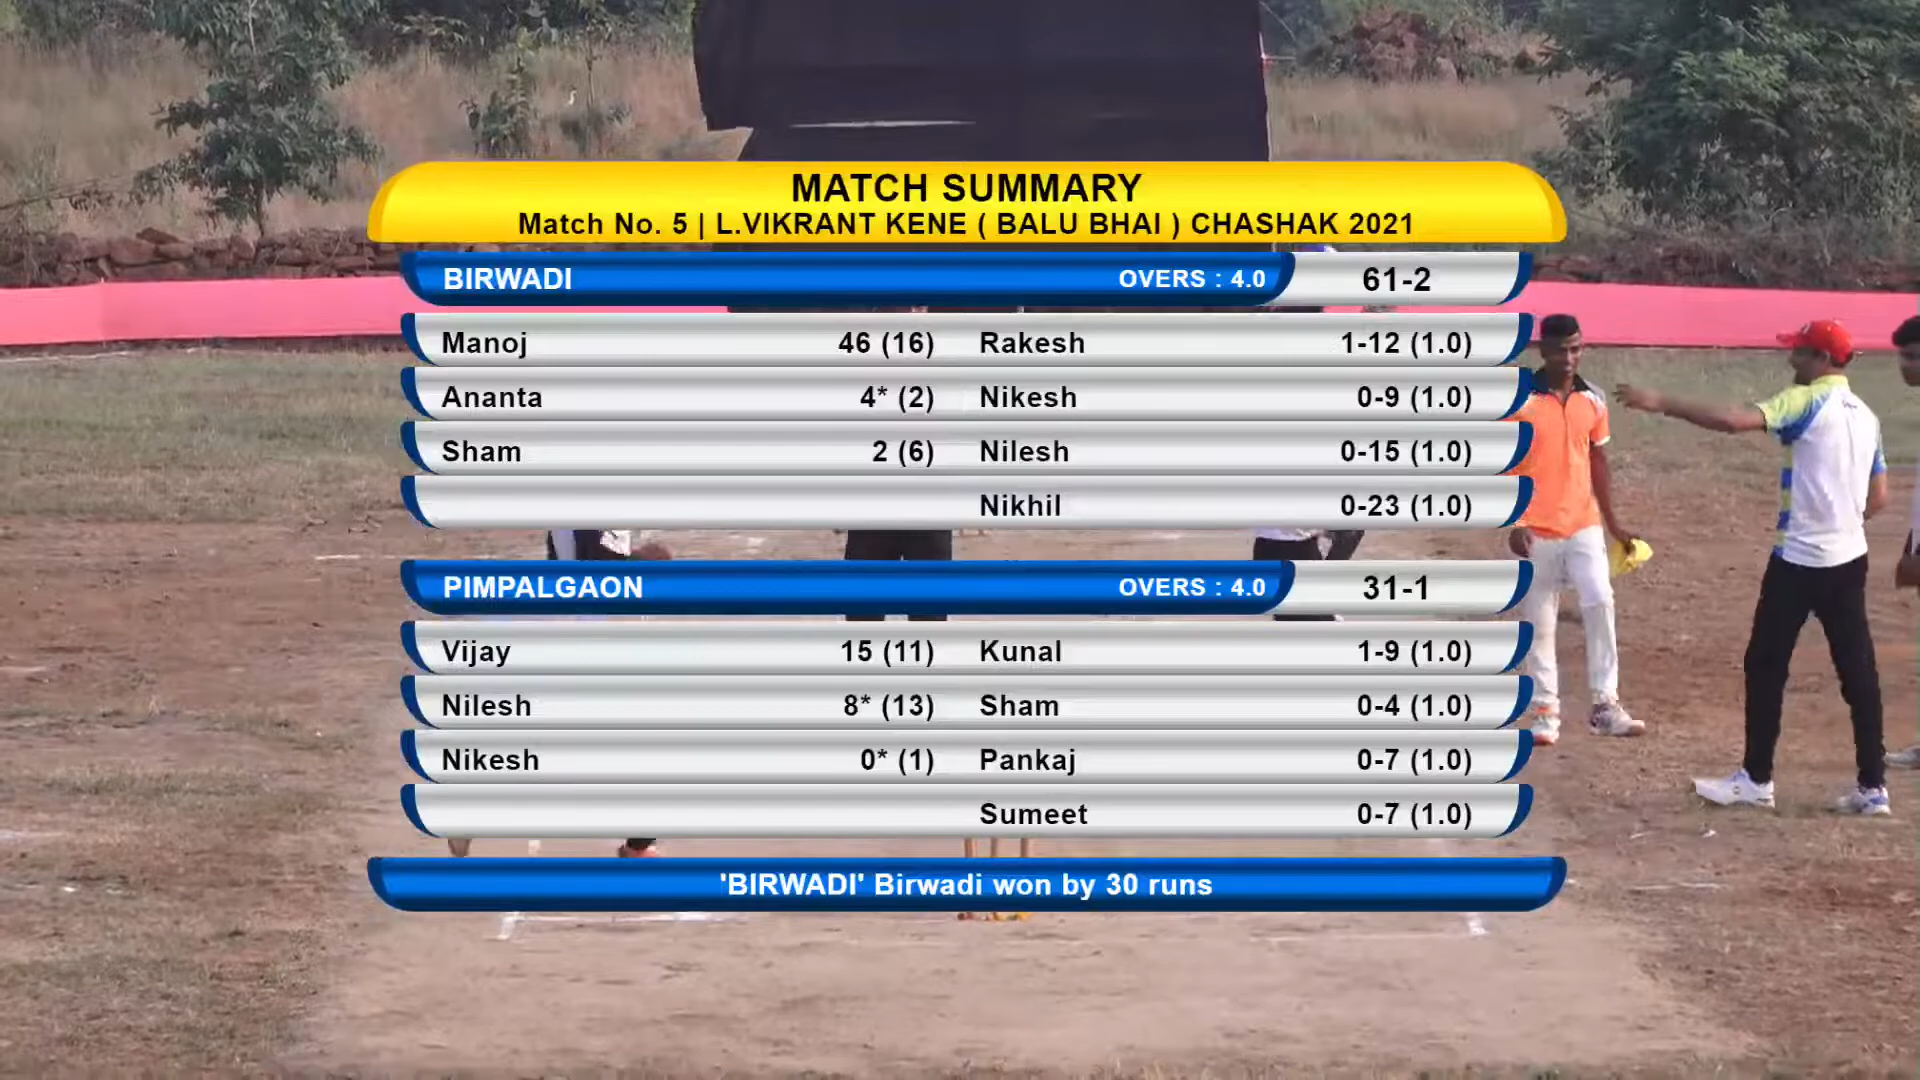 MATCH SUMMARY
Match No. 5 | L.VIKRANT KENE ( BALU BHAI ) CHASHAK 2021
BIRWADI OVERS : 4.0 61-2
Manoj 46 (16) Rakesh 1-12 (1.0)
Ananta 4* (2) Nikesh 0-9 (1.0)
Sham 2 (6) Nilesh 0-15 (1.0)
Nikhil 0-23 (1.0)
PIMPALGAON OVERS : 4.0 31-1
Vijay 15 (11) Kunal 1-9 (1.0)
Nilesh 8* (13) Sham 0-4 (1.0)
Nikesh 0* (1) Pankaj 0-7 (1.0)
Sumeet 0-7 (1.0)
'BIRWADI' Birwadi won by 30 runs